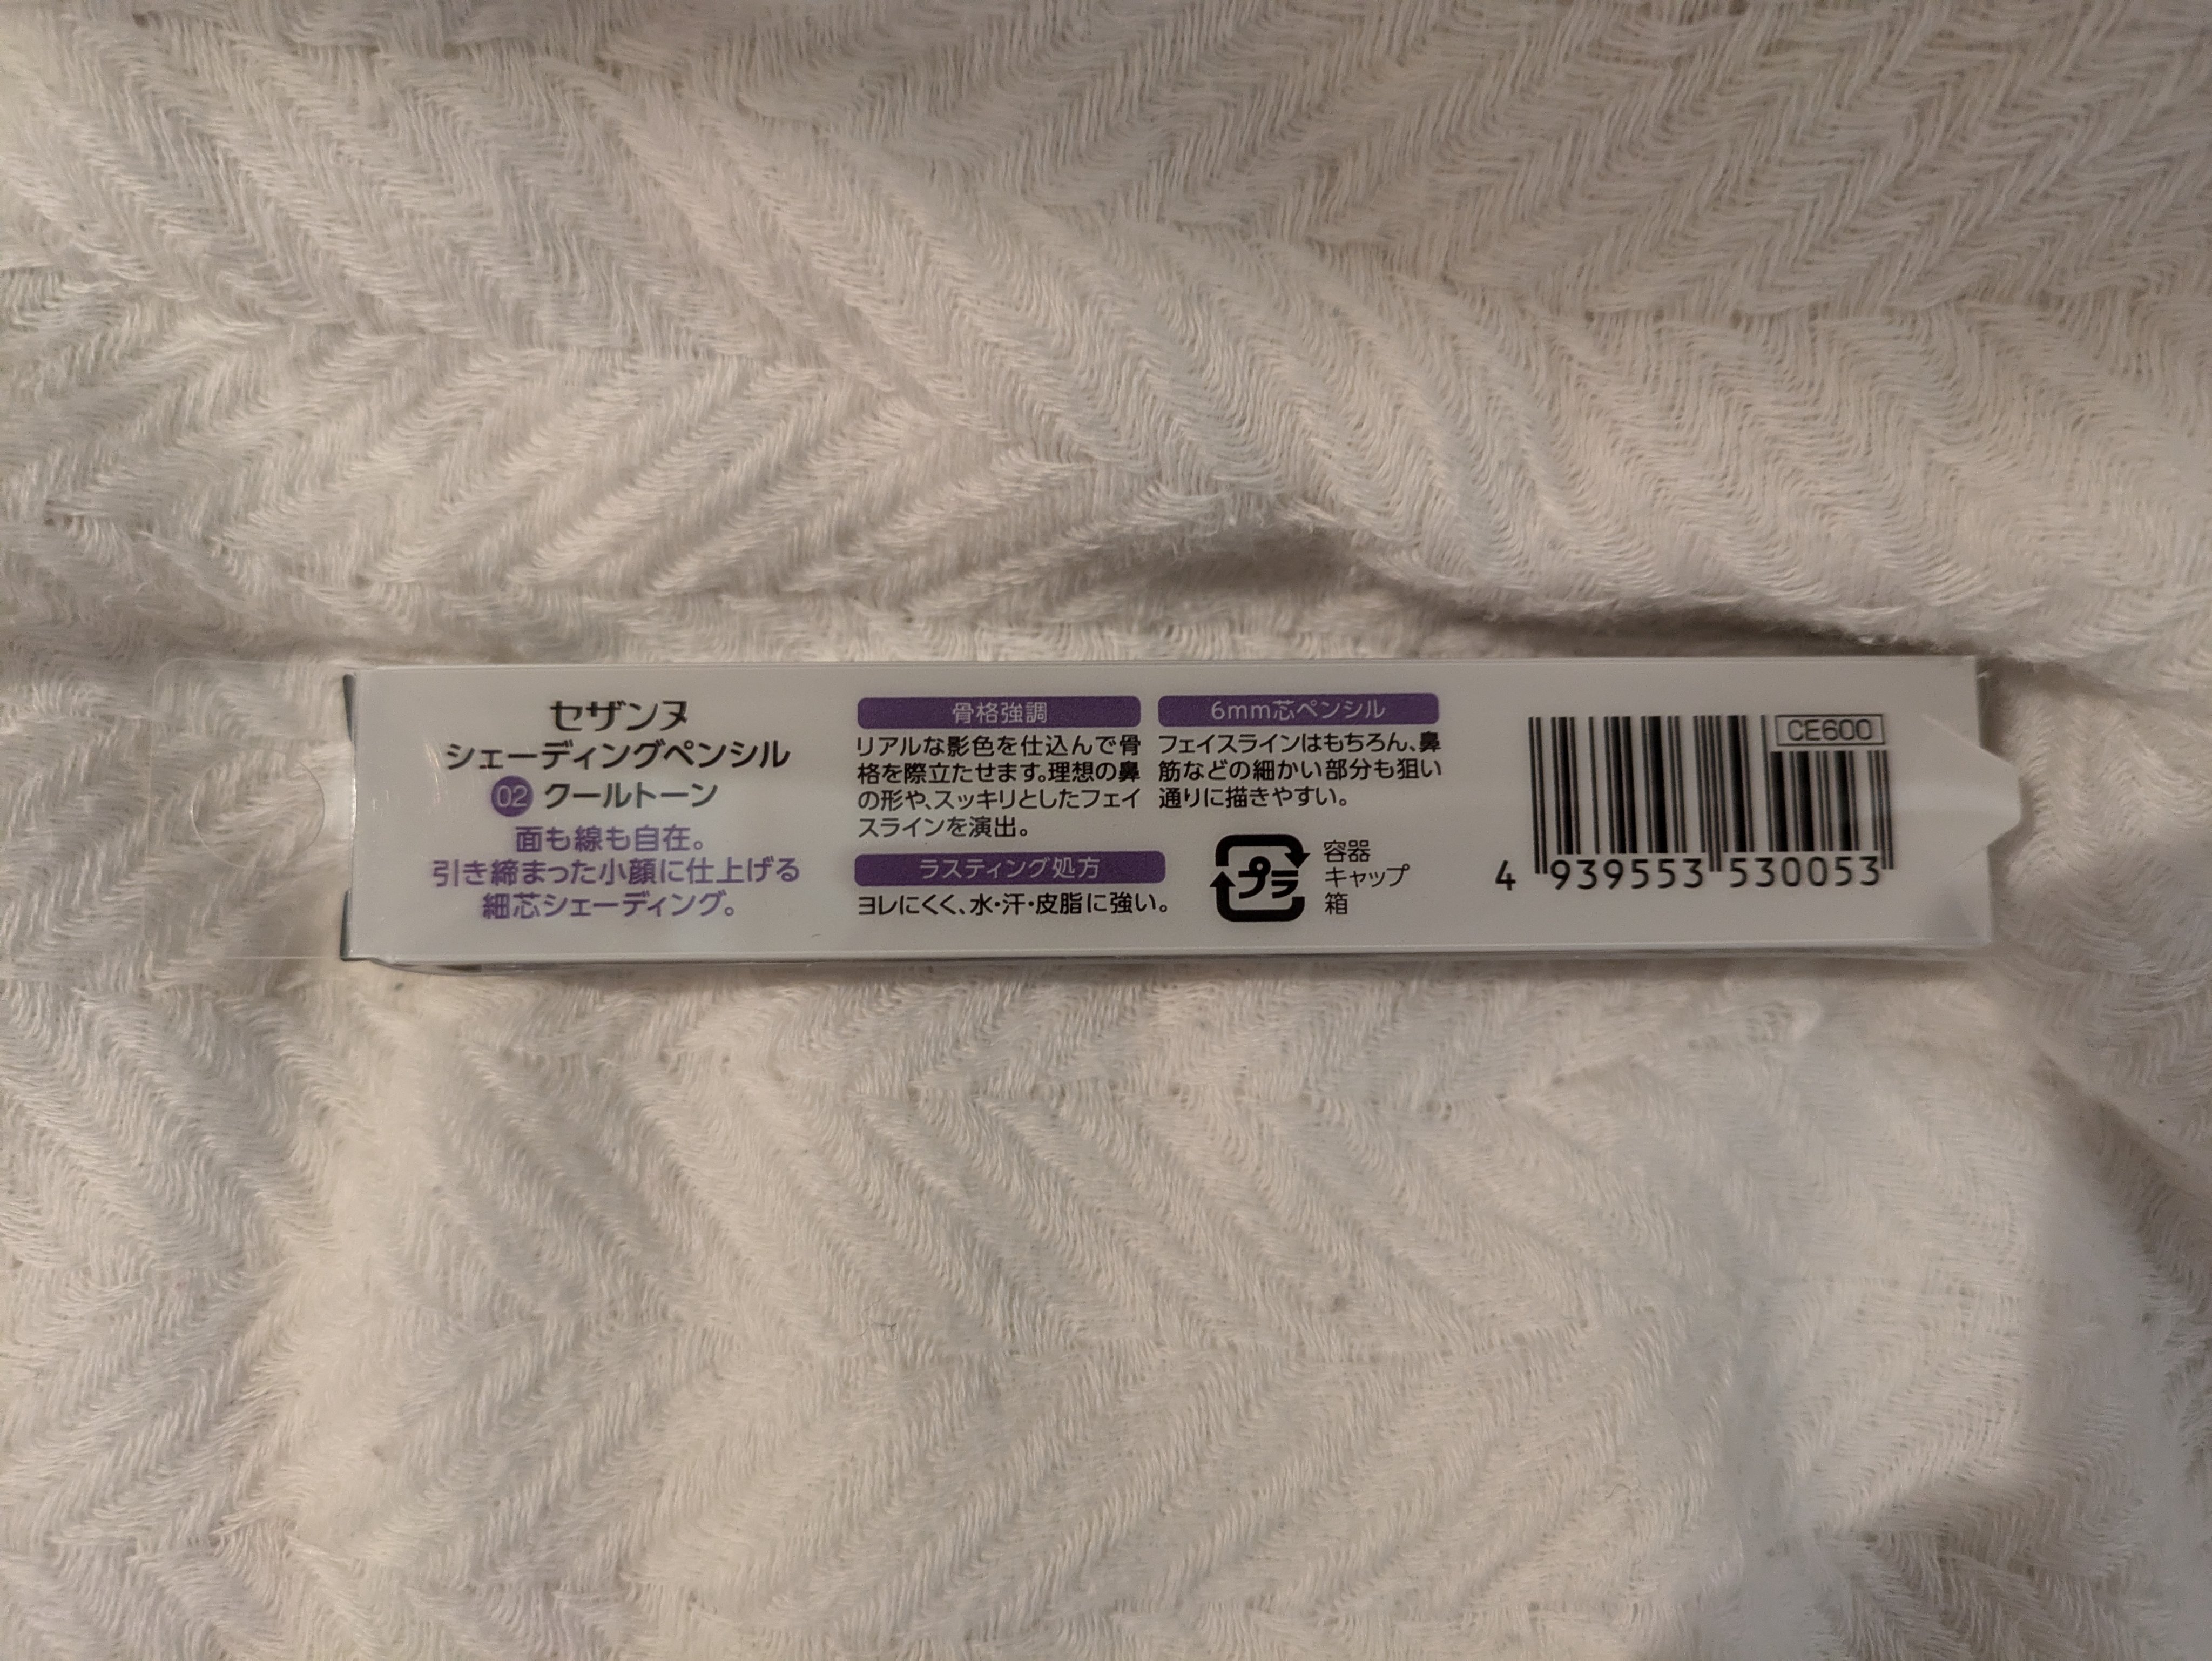 セザンヌ
シェーディングペンシル
02 クールトーン
面も線も自在。
引き締まった小顔に仕上げる
細芯シェーディング。
骨格強調
リアルな影色を仕込んで骨
格を際立たせます。理想の鼻
の形や、スッキリとしたフェイ
スラインを演出。
ラスティング処方
ヨレにくく、水・汗・皮脂に強い。
6mm芯ペンシル
フェイスラインはもちろん、鼻
筋などの細かい部分も狙い
通りに描きやすい。
プラ
容器
キャップ
箱
CE600
4 939553 530053